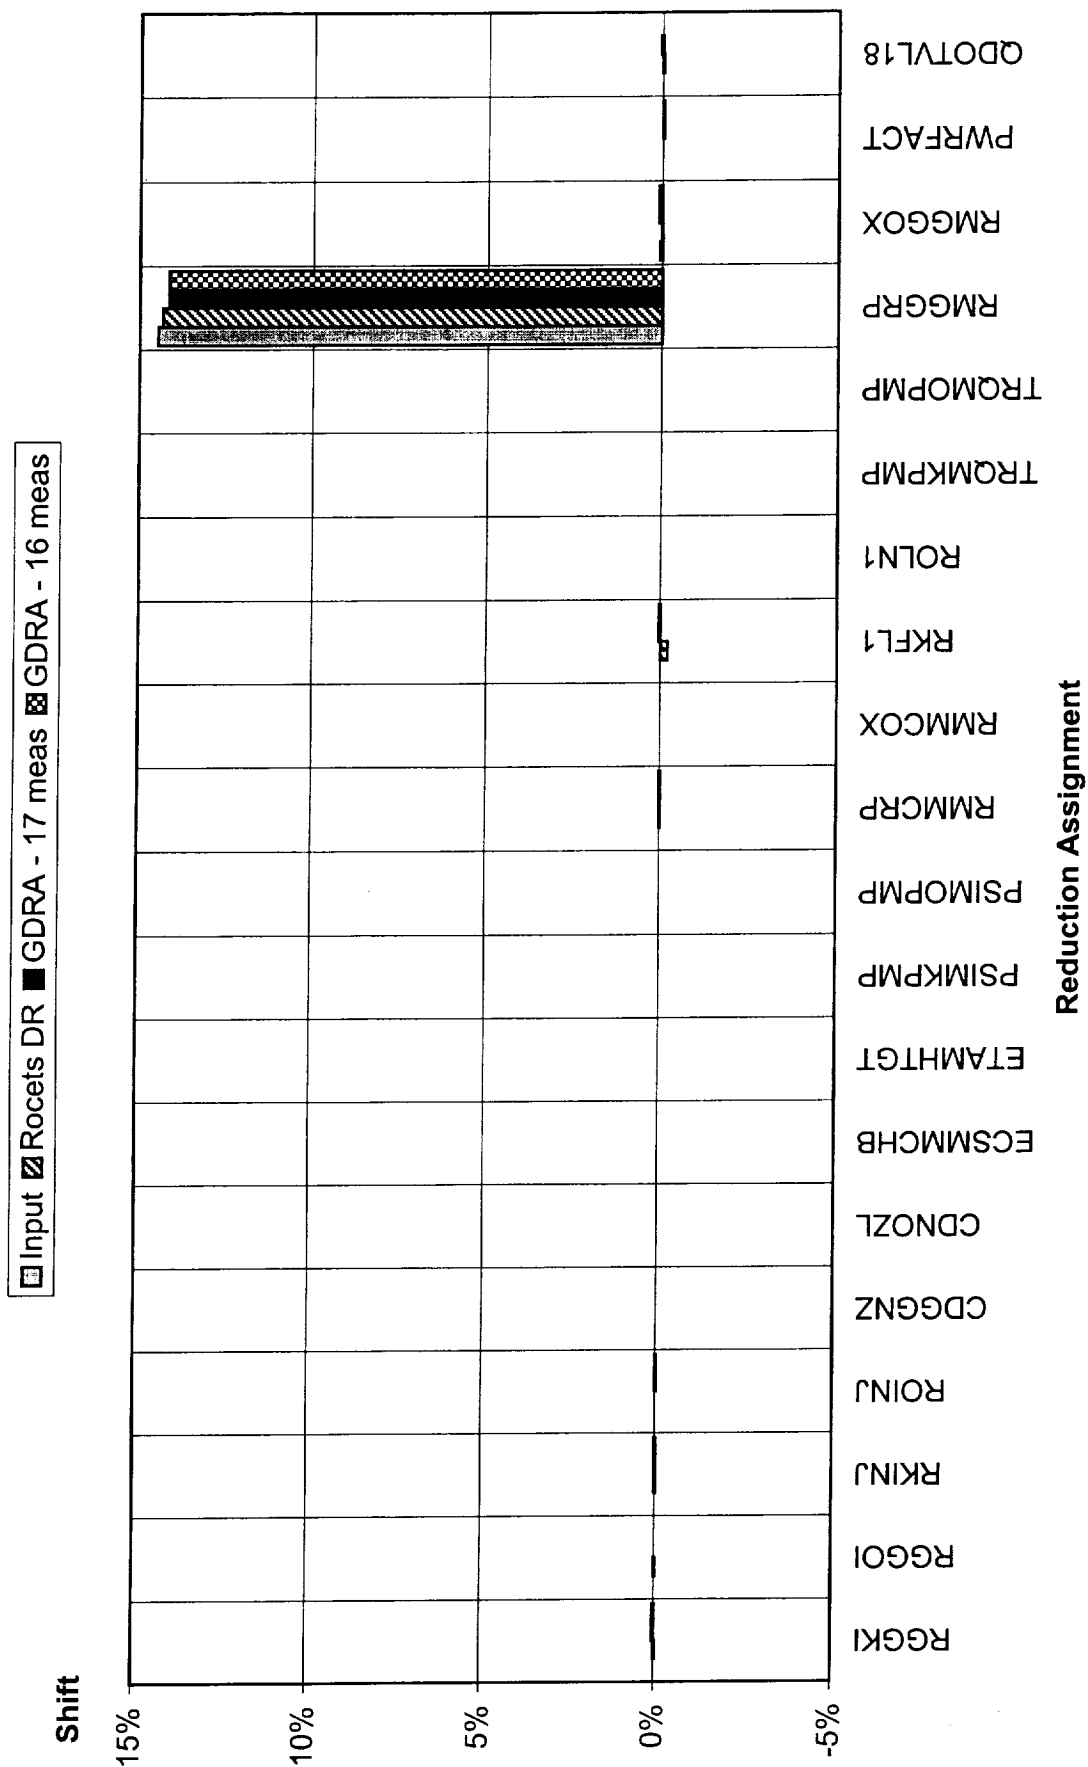 Input Rocets DR GDRA - 17 meas GDRA - 16 meas
Shift
15%
10%
5%
0%
-5%
RGGKI
RGGOI
RKINJ
ROINJ
CDGGNZ
CDNOZL
ECSMMCHB
ETAMHTGT
PSIMKPMP
PSIMOPMP
RMMCRP
RMMCOX
RKFL1
ROLN1
TRQMKPMP
TRQMOPMP
RMGGRP
RMGGOX
PWRFACT
QDOTVL18
Reduction Assignment